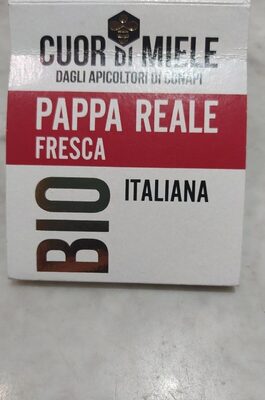 CUOR DI MIELE
DAGLI APICOLTORI DI CONAPI
PAPPA REALE
FRESCA
BIO
ITALIANA